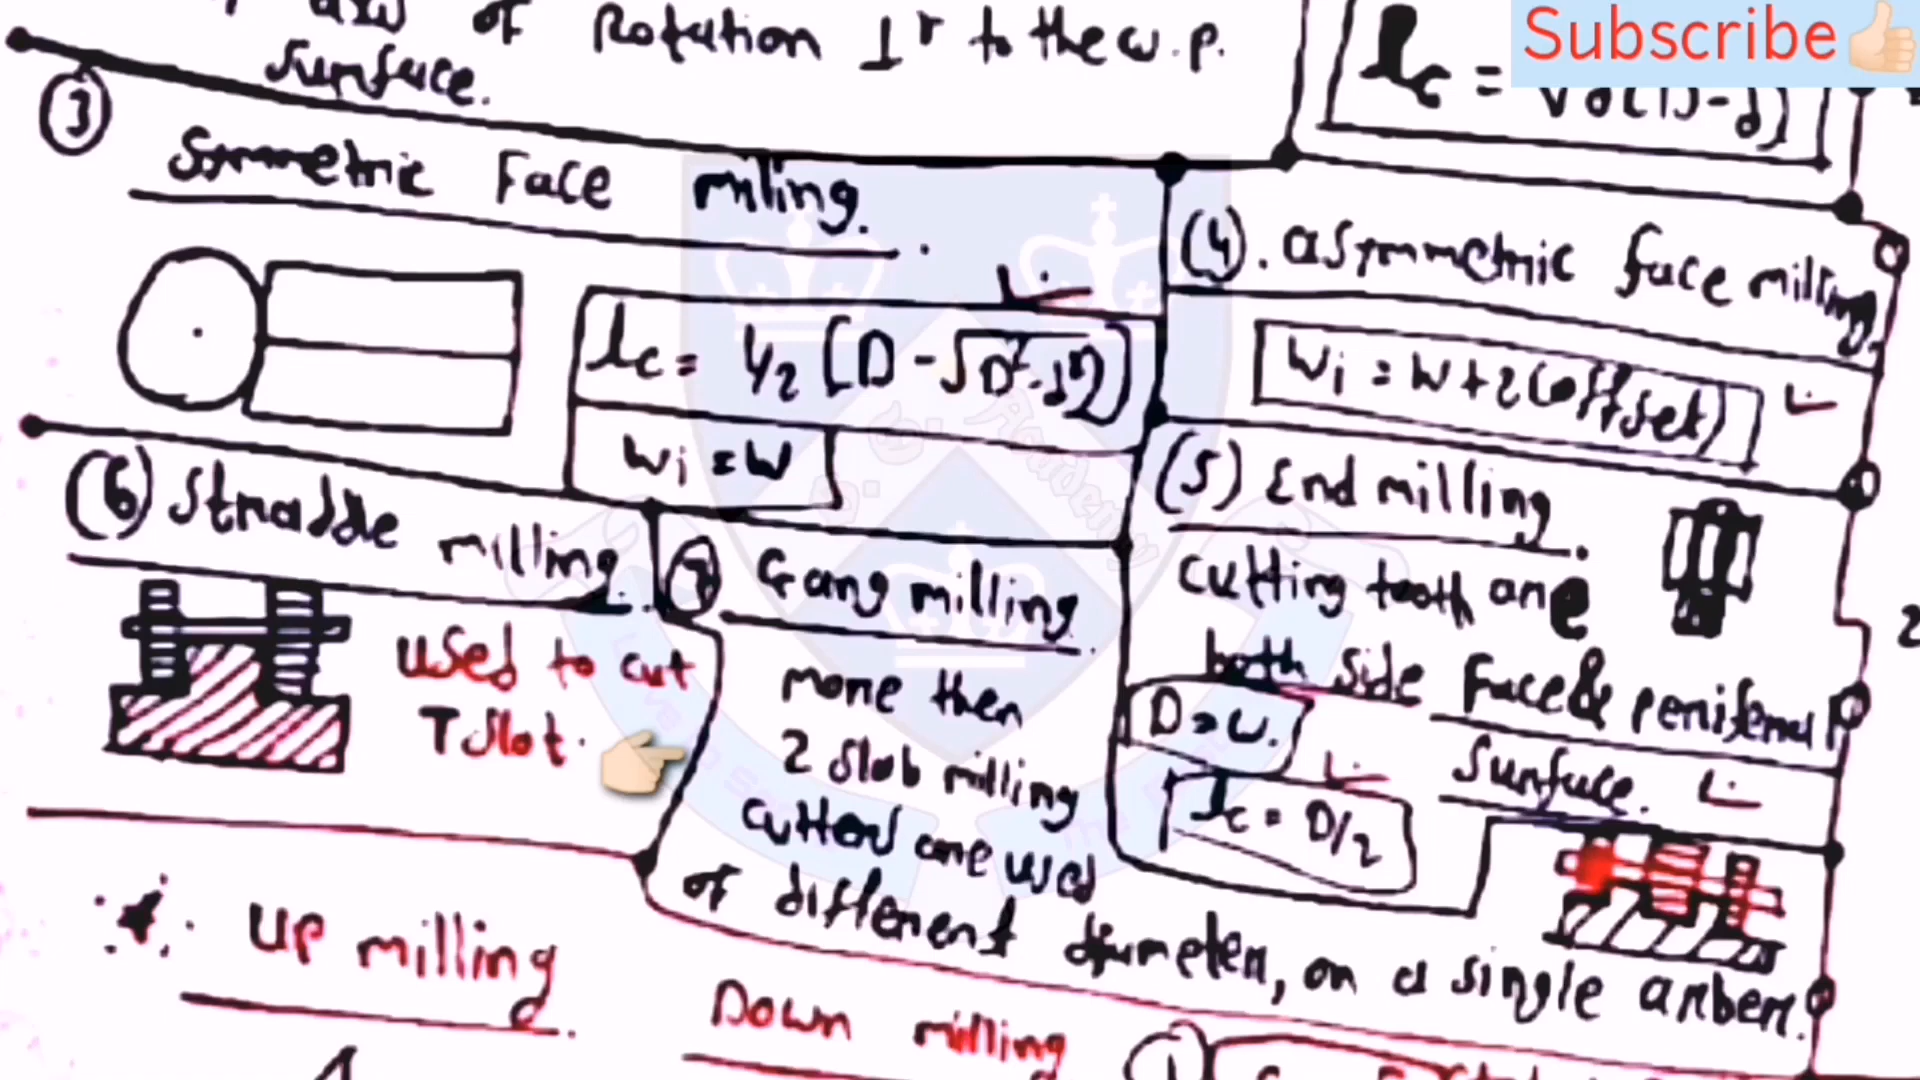 of Rotation ⊥r to the w.p.
Surface.
Subscribe
lc =
(3)
Symmetric Face milling.
lc = 1/2 [D - √D²-d²]
wi = w
(4). asymmetric face milling
wi = w + 2(offset)
(5) End milling.
cutting teeth are
both side Face & periferal
Surface.
D = w.
lc = D/2
(6) Straddle milling.
used to cut
T slot.
(7) Gang milling
more then
2 slab milling
cutters are used
of different diameter, on a single arber.
Up milling
Down milling
(1)